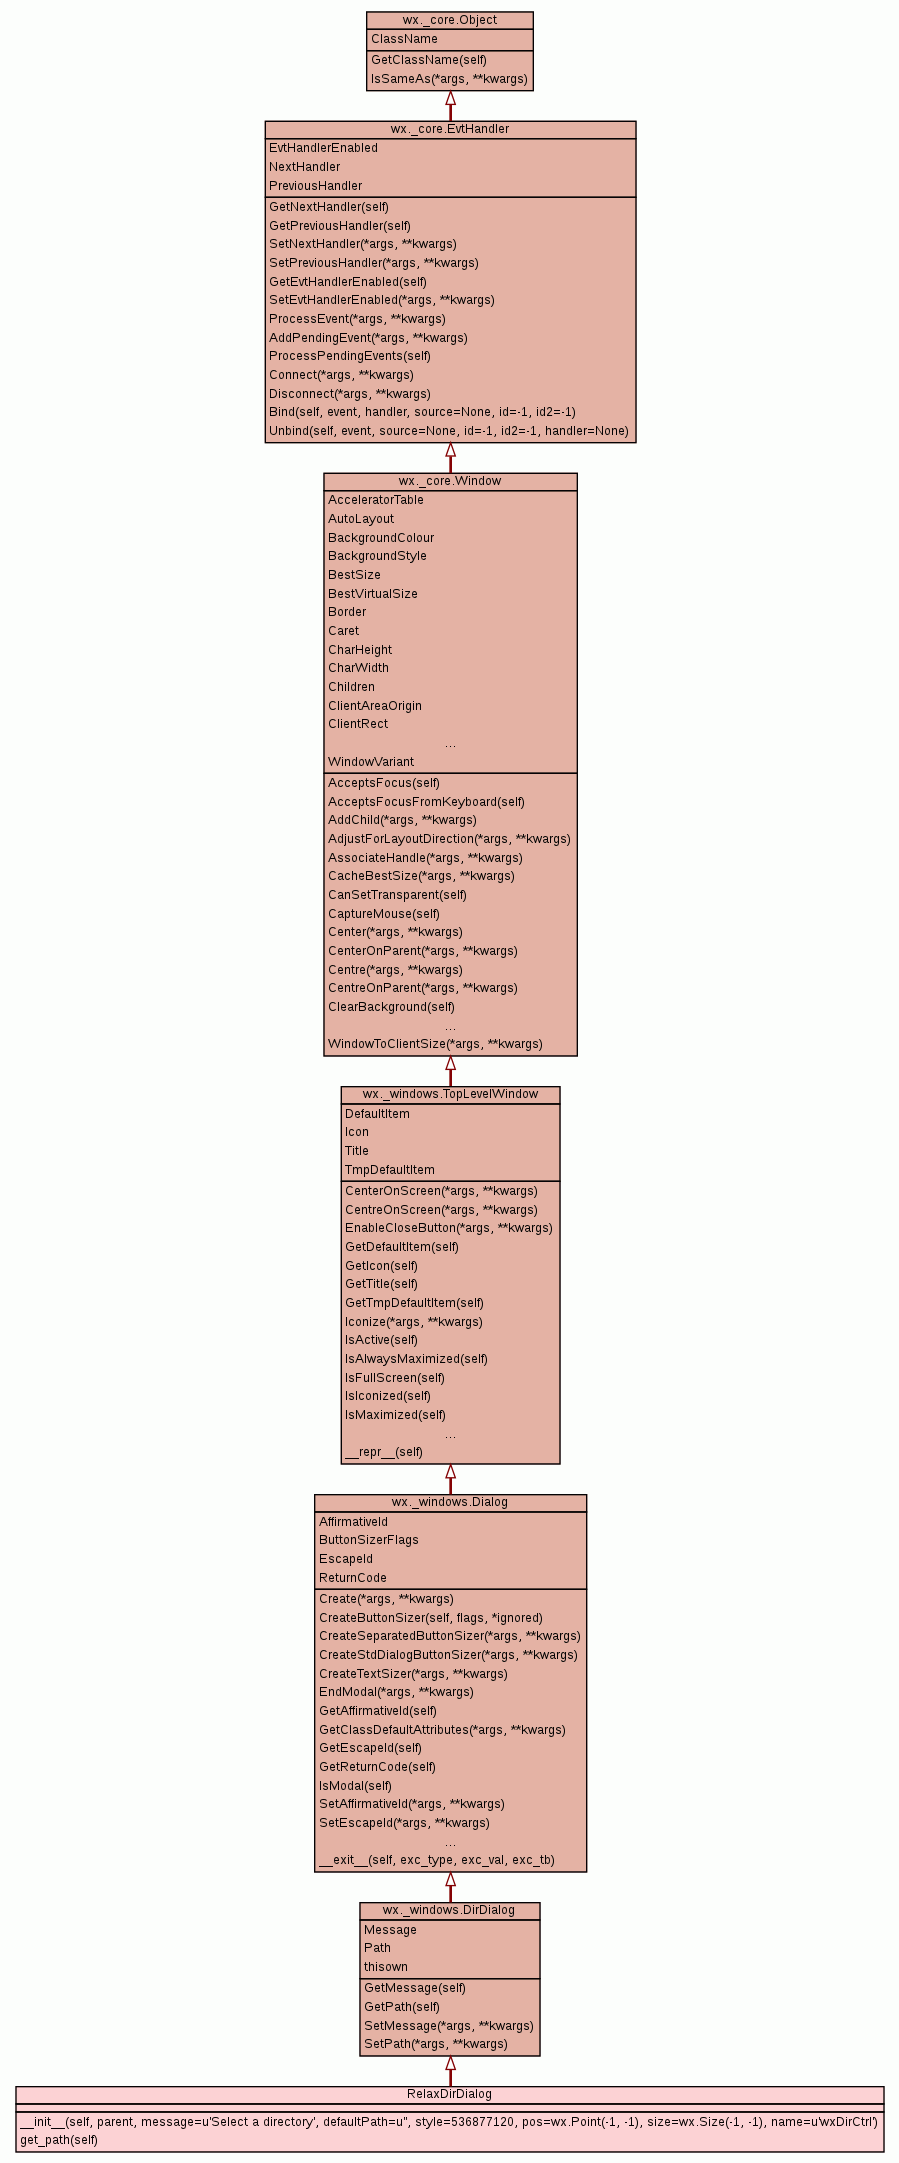 wx._core.Object
ClassName
GetClassName(self)
IsSameAs(*args, **kwargs)
wx._core.EvtHandler
EvtHandlerEnabled
NextHandler
PreviousHandler
GetNextHandler(self)
GetPreviousHandler(self)
SetNextHandler(*args, **kwargs)
SetPreviousHandler(*args, **kwargs)
GetEvtHandlerEnabled(self)
SetEvtHandlerEnabled(*args, **kwargs)
ProcessEvent(*args, **kwargs)
AddPendingEvent(*args, **kwargs)
ProcessPendingEvents(self)
Connect(*args, **kwargs)
Disconnect(*args, **kwargs)
Bind(self, event, handler, source=None, id=-1, id2=-1)
Unbind(self, event, source=None, id=-1, id2=-1, handler=None)
wx._core.Window
AcceleratorTable
AutoLayout
BackgroundColour
BackgroundStyle
BestSize
BestVirtualSize
Border
Caret
CharHeight
CharWidth
Children
ClientAreaOrigin
ClientRect
...
WindowVariant
AcceptsFocus(self)
AcceptsFocusFromKeyboard(self)
AddChild(*args, **kwargs)
AdjustForLayoutDirection(*args, **kwargs)
AssociateHandle(*args, **kwargs)
CacheBestSize(*args, **kwargs)
CanSetTransparent(self)
CaptureMouse(self)
Center(*args, **kwargs)
CenterOnParent(*args, **kwargs)
Centre(*args, **kwargs)
CentreOnParent(*args, **kwargs)
ClearBackground(self)
...
WindowToClientSize(*args, **kwargs)
wx._windows.TopLevelWindow
DefaultItem
Icon
Title
TmpDefaultItem
CenterOnScreen(*args, **kwargs)
CentreOnScreen(*args, **kwargs)
EnableCloseButton(*args, **kwargs)
GetDefaultItem(self)
GetIcon(self)
GetTitle(self)
GetTmpDefaultItem(self)
Iconize(*args, **kwargs)
IsActive(self)
IsAlwaysMaximized(self)
IsFullScreen(self)
IsIconized(self)
IsMaximized(self)
...
__repr__(self)
wx._windows.Dialog
AffirmativeId
ButtonSizerFlags
EscapeId
ReturnCode
Create(*args, **kwargs)
CreateButtonSizer(self, flags, *ignored)
CreateSeparatedButtonSizer(*args, **kwargs)
CreateStdDialogButtonSizer(*args, **kwargs)
CreateTextSizer(*args, **kwargs)
EndModal(*args, **kwargs)
GetAffirmativeId(self)
GetClassDefaultAttributes(*args, **kwargs)
GetEscapeId(self)
GetReturnCode(self)
IsModal(self)
SetAffirmativeId(*args, **kwargs)
SetEscapeId(*args, **kwargs)
...
__exit__(self, exc_type, exc_val, exc_tb)
wx._windows.DirDialog
Message
Path
thisown
GetMessage(self)
GetPath(self)
SetMessage(*args, **kwargs)
SetPath(*args, **kwargs)
RelaxDirDialog
__init__(self, parent, message=u'Select a directory', defaultPath=u'', style=536877120, pos=wx.Point(-1, -1), size=wx.Size(-1, -1), name=u'wxDirCtrl')
get_path(self)